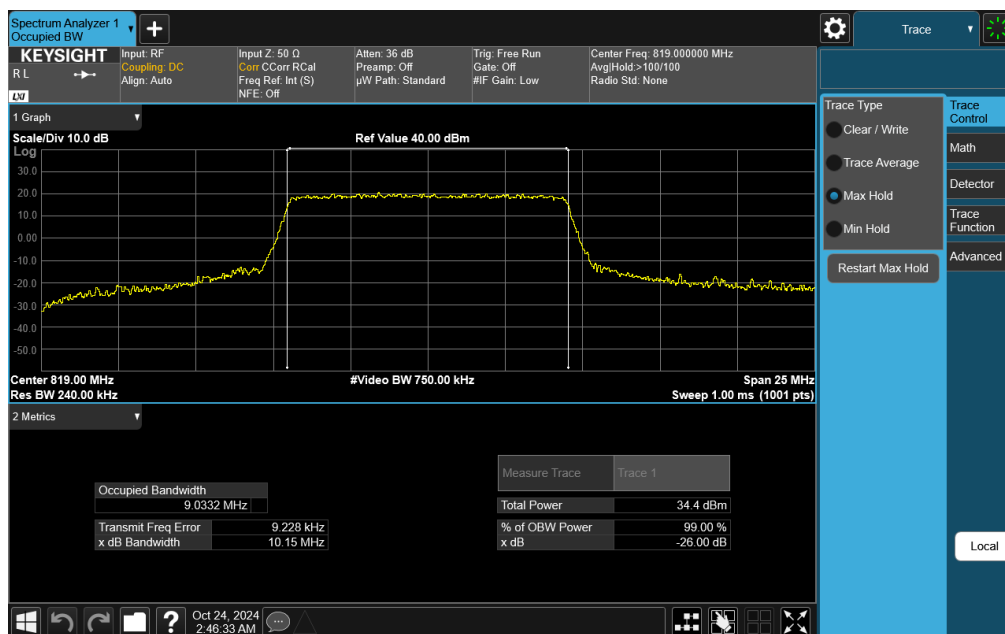 Spectrum Analyzer 1
Occupied BW
Trace
KEYSIGHT
R L
LXI
Input: RF
Coupling: DC
Align: Auto
Input Z: 50 Ω
Corr CCorr RCal
Freq Ref: Int (S)
NFE: Off
Atten: 36 dB
Preamp: Off
µW Path: Standard
Trig: Free Run
Gate: Off
#IF Gain: Low
Center Freq: 819.000000 MHz
Avg|Hold:>100/100
Radio Std: None
1 Graph
Scale/Div 10.0 dB
Ref Value 40.00 dBm
Log
30.0
20.0
10.0
0.00
-10.0
-20.0
-30.0
-40.0
-50.0
Center 819.00 MHz
#Video BW 750.00 kHz
Span 25 MHz
Res BW 240.00 kHz
Sweep 1.00 ms (1001 pts)
2 Metrics
Measure Trace
Trace 1
Occupied Bandwidth
9.0332 MHz
Total Power
34.4 dBm
Transmit Freq Error
9.228 kHz
% of OBW Power
99.00 %
x dB Bandwidth
10.15 MHz
x dB
-26.00 dB
Trace Type
Clear / Write
Trace Average
Max Hold
Min Hold
Restart Max Hold
Trace
Control
Math
Detector
Trace
Function
Advanced
Local
?
Oct 24, 2024
2:46:33 AM